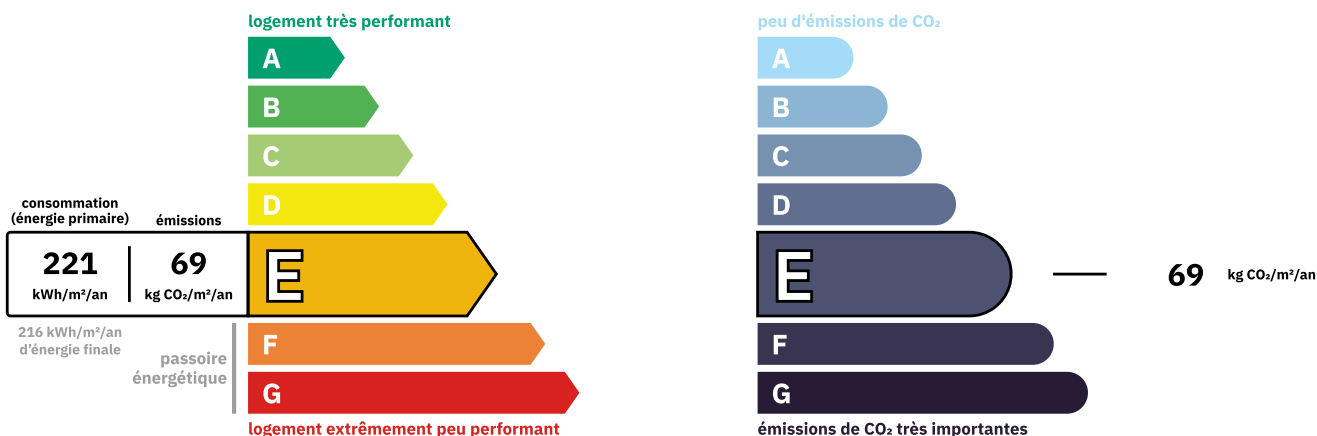 logement très performant
A
B
C
D
consommation
(énergie primaire)
émissions
221
kWh/m²/an
69
kg CO₂/m²/an
E
216 kWh/m²/an
d'énergie finale
passoire
énergétique
F
G
logement extrêmement peu performant
peu d'émissions de CO₂
A
B
C
D
E
69 kg CO₂/m²/an
F
G
émissions de CO₂ très importantes